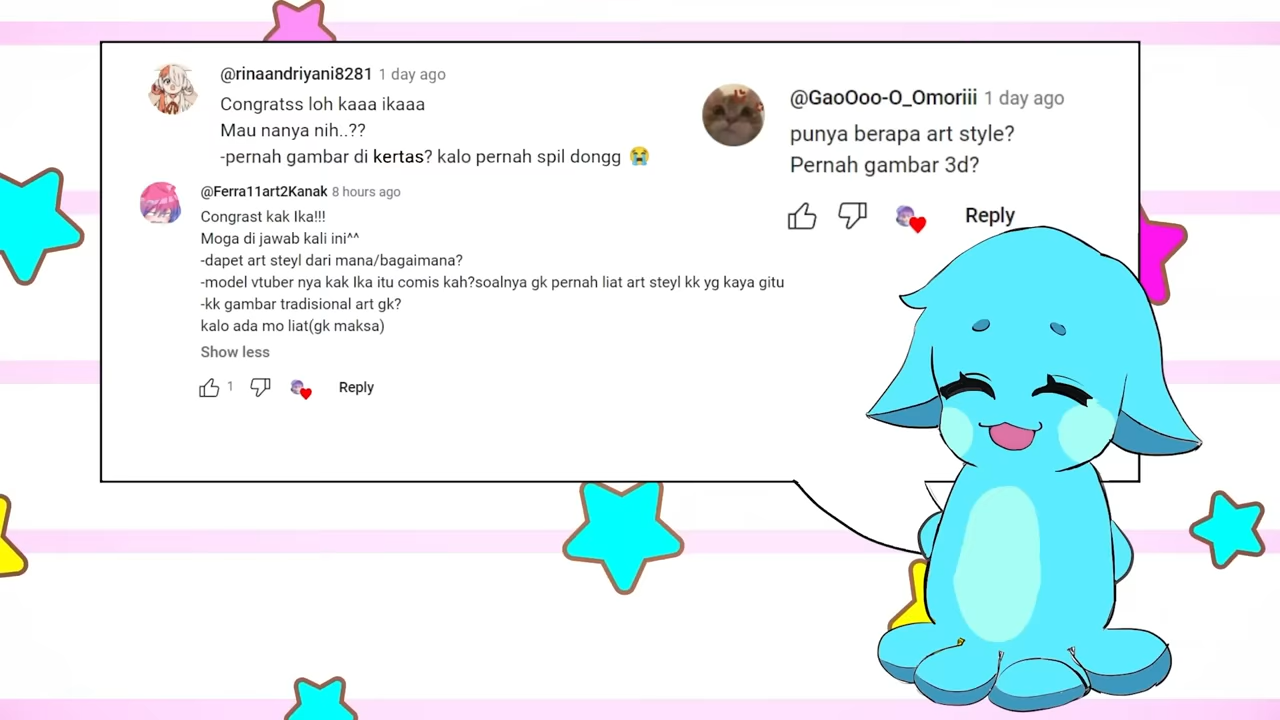 @rinaandriyani8281 1 day ago
Congratss loh kaaa ikaaa
Mau nanya nih..??
-pernah gambar di kertas? kalo pernah spil dongg 😭
@Ferra11art2Kanak 8 hours ago
Congrast kak Ika!!!
Moga di jawab kali ini^^
-dapet art steyl dari mana/bagaimana?
-model vtuber nya kak Ika itu comis kah?soalnya gk pernah liat art steyl kk yg kaya gitu
-kk gambar tradisional art gk?
kalo ada mo liat(gk maksa)
Show less
1 Reply
@GaoOoo-O_Omoriii 1 day ago
punya berapa art style?
Pernah gambar 3d?
Reply